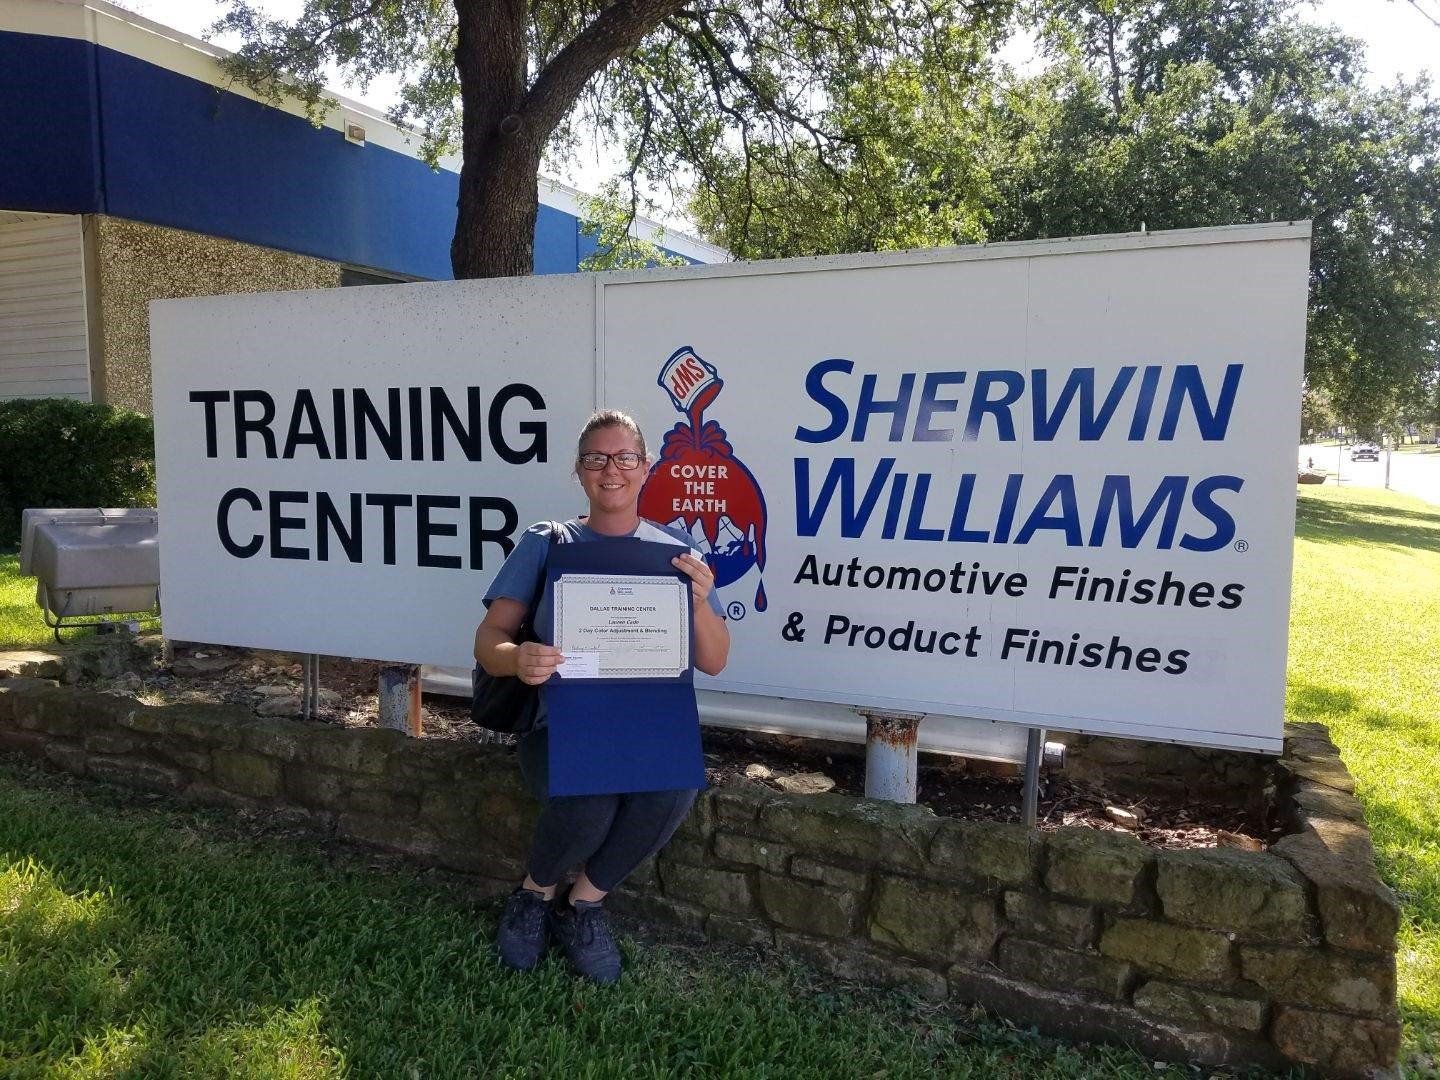 TRAINING
CENTER
SWP
COVER
THE
EARTH
®
SHERWIN
WILLIAMS®
Automotive Finishes
& Product Finishes
DALLAS TRAINING CENTER
2 Day Color Adjustment & Blending